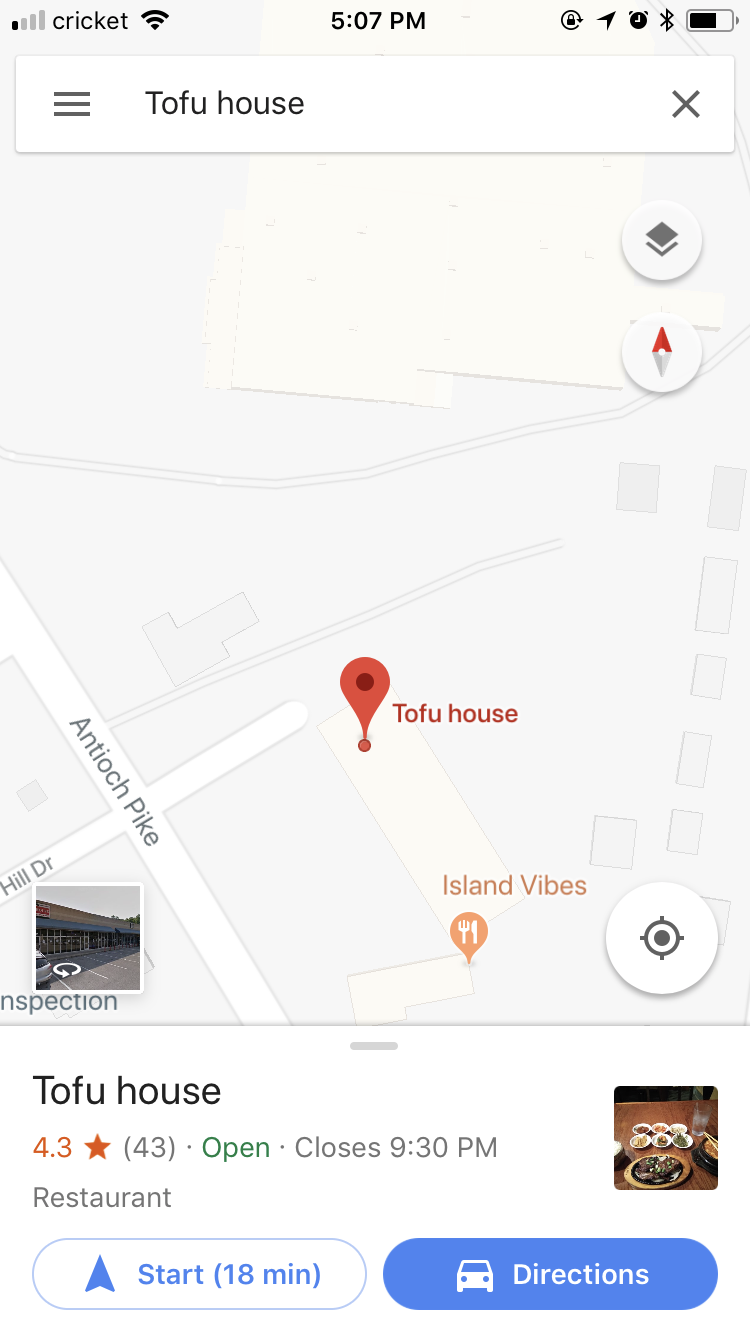 cricket 5:07 PM
Tofu house
Tofu house
Antioch Pike
Hill Dr
Island Vibes
nspection
Tofu house
4.3 ★ (43) · Open · Closes 9:30 PM
Restaurant
Start (18 min) Directions